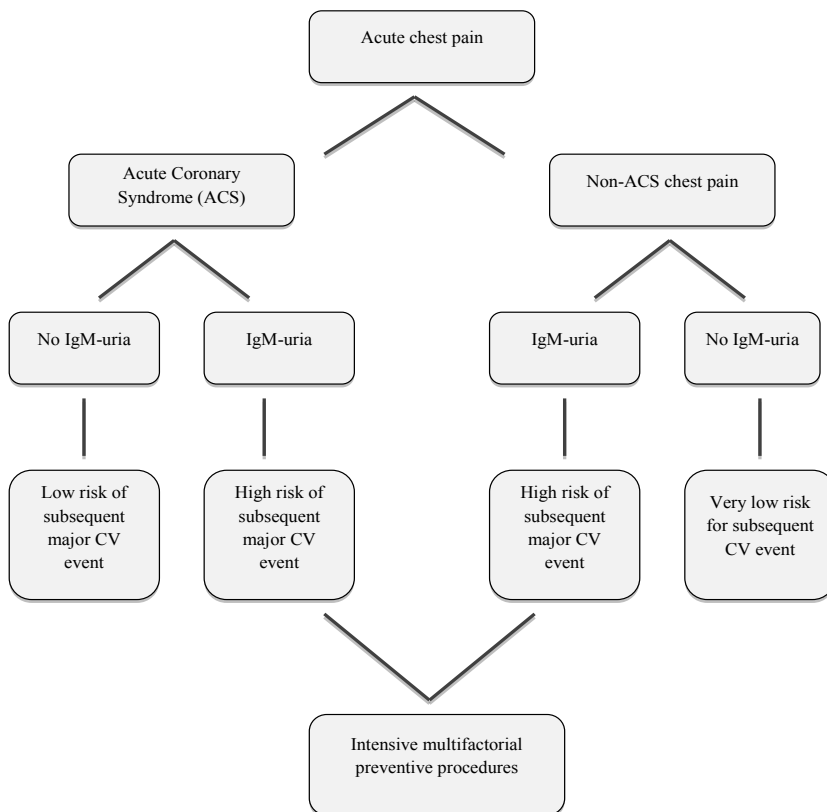 Acute chest pain
Acute Coronary
Syndrome (ACS)
Non-ACS chest pain
No IgM-uria
IgM-uria
IgM-uria
No IgM-uria
Low risk of
subsequent
major CV
event
High risk of
subsequent
major CV
event
High risk of
subsequent
major CV
event
Very low risk
for subsequent
CV event
Intensive multifactorial
preventive procedures